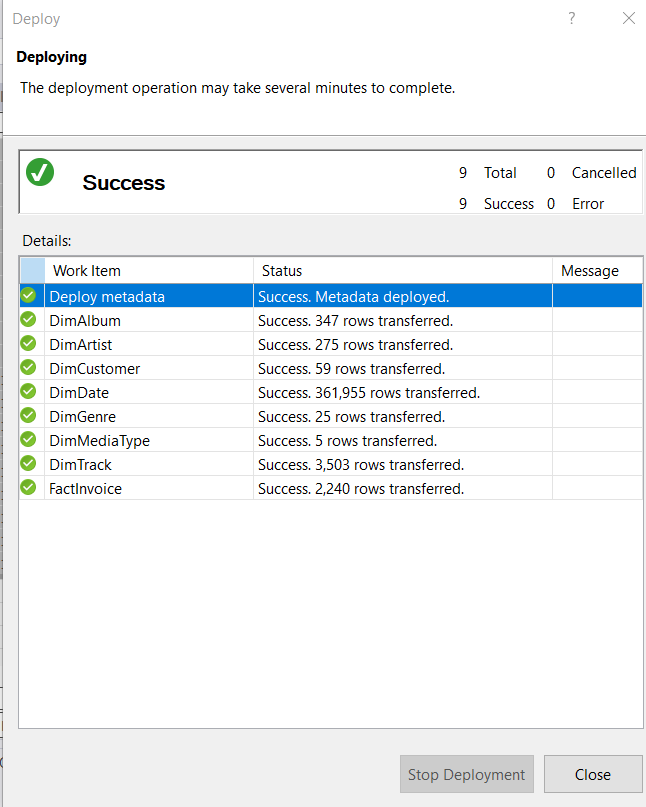 Deploy ?
Deploying
The deployment operation may take several minutes to complete.
Success
9 Total 0 Cancelled
9 Success 0 Error
Details:
Work Item Status Message
Deploy metadata Success. Metadata deployed.
DimAlbum Success. 347 rows transferred.
DimArtist Success. 275 rows transferred.
DimCustomer Success. 59 rows transferred.
DimDate Success. 361,955 rows transferred.
DimGenre Success. 25 rows transferred.
DimMediaType Success. 5 rows transferred.
DimTrack Success. 3,503 rows transferred.
FactInvoice Success. 2,240 rows transferred.
Stop Deployment Close